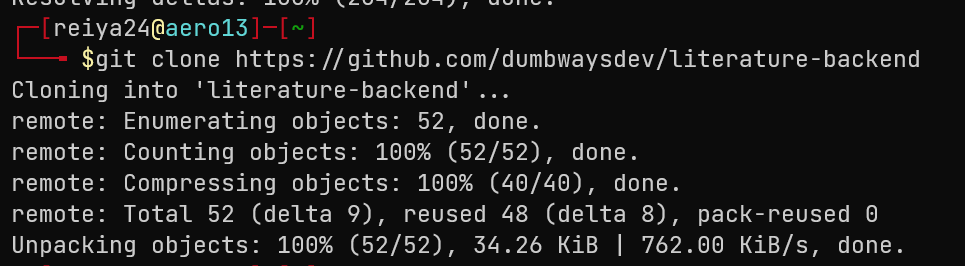 Resolving deltas: 100% (264/264), done.
┌─[reiya24@aero13]─[~]
└──╼ $git clone https://github.com/dumbwaysdev/literature-backend
Cloning into 'literature-backend'...
remote: Enumerating objects: 52, done.
remote: Counting objects: 100% (52/52), done.
remote: Compressing objects: 100% (40/40), done.
remote: Total 52 (delta 9), reused 48 (delta 8), pack-reused 0
Unpacking objects: 100% (52/52), 34.26 KiB | 762.00 KiB/s, done.